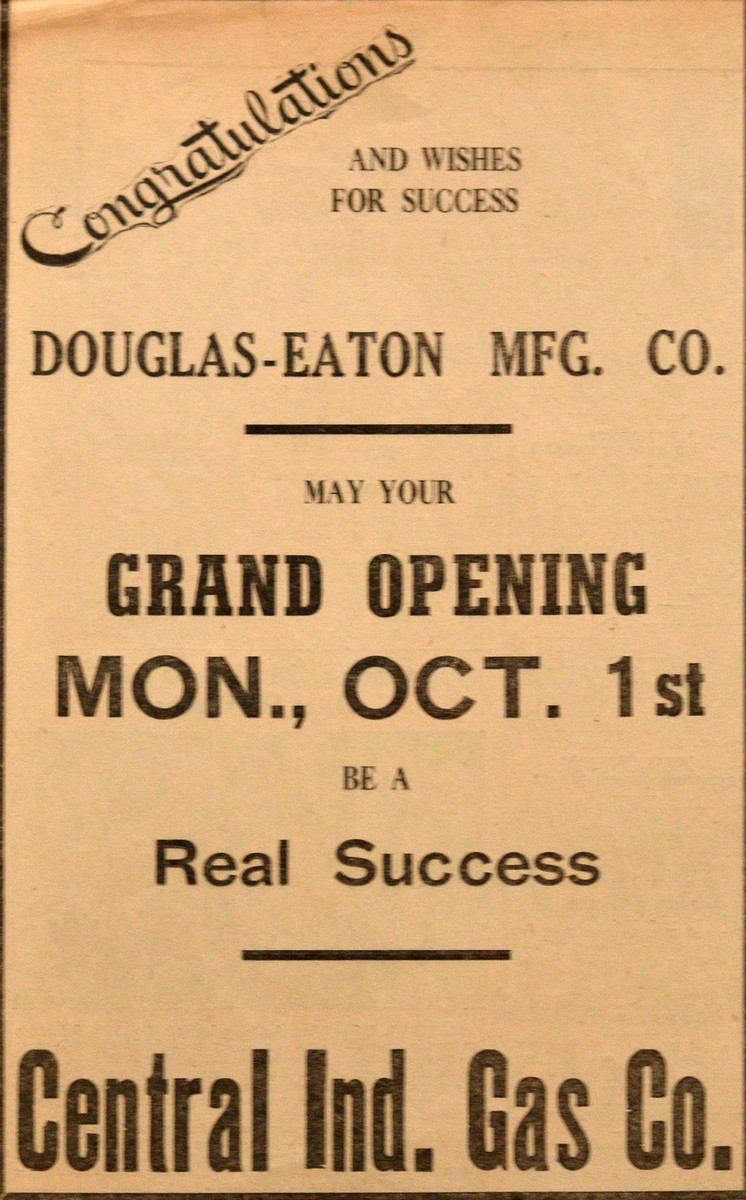 Congratulations
AND WISHES
FOR SUCCESS
DOUGLAS-EATON MFG. CO.
MAY YOUR
GRAND OPENING
MON., OCT. 1st
BE A
Real Success
Central Ind. Gas Co.